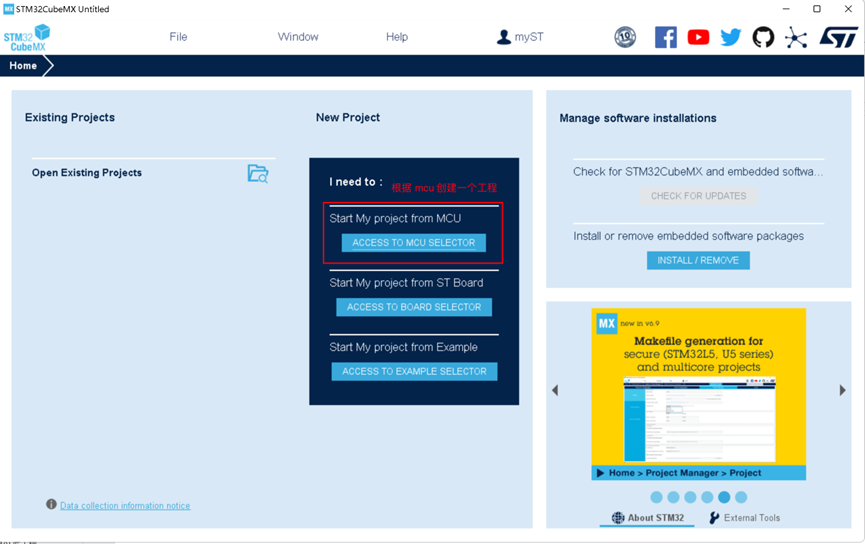 MX STM32CubeMX Untitled
STM32
CubeMX
File
Window
Help
myST
10
Home
Existing Projects
Open Existing Projects
Data collection information notice
New Project
I need to :
根据 mcu 创建一个工程
Start My project from MCU
ACCESS TO MCU SELECTOR
Start My project from ST Board
ACCESS TO BOARD SELECTOR
Start My project from Example
ACCESS TO EXAMPLE SELECTOR
Manage software installations
Check for STM32CubeMX and embedded softwa...
CHECK FOR UPDATES
Install or remove embedded software packages
INSTALL / REMOVE
MX new in v6.9
Makefile generation for
secure (STM32L5, U5 series)
and multicore projects
Home > Project Manager > Project
About STM32
External Tools